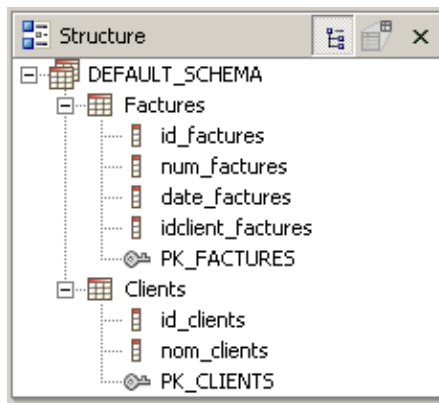 Structure
DEFAULT_SCHEMA
Factures
id_factures
num_factures
date_factures
idclient_factures
PK_FACTURES
Clients
id_clients
nom_clients
PK_CLIENTS